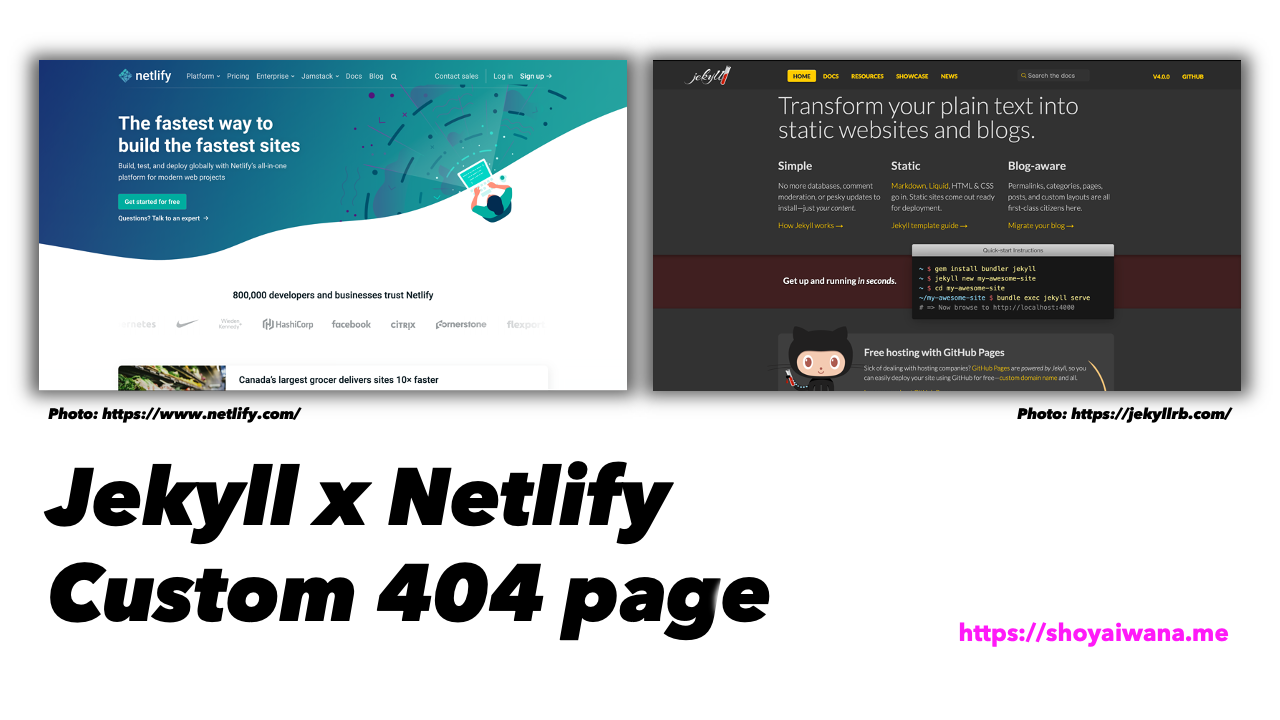 netlify
Platform Pricing Enterprise Jamstack Docs Blog
Contact sales Log in Sign up →
The fastest way to
build the fastest sites
Build, test, and deploy globally with Netlify's all-in-one
platform for modern web projects
Get started for free
Questions? Talk to an expert →
800,000 developers and businesses trust Netlify
HashiCorp facebook citrix
Canada's largest grocer delivers sites 10× faster
Photo: https://www.netlify.com/
jekyll
HOME DOCS RESOURCES SHOWCASE NEWS
Search the docs
V4.0.0 GITHUB
Transform your plain text into
static websites and blogs.
Simple
No more databases, comment
moderation, or pesky updates to
install—just your content.
How Jekyll works →
Static
Markdown, Liquid, HTML & CSS
go in. Static sites come out ready
for deployment.
Jekyll template guide →
Blog-aware
Permalinks, categories, pages,
posts, and custom layouts are all
first-class citizens here.
Migrate your blog →
Get up and running in seconds.
Quick-start Instructions
~ $ gem install bundler jekyll
~ $ jekyll new my-awesome-site
~ $ cd my-awesome-site
~/my-awesome-site $ bundle exec jekyll serve
# => Now browse to http://localhost:4000
Free hosting with GitHub Pages
Sick of dealing with hosting companies? GitHub Pages are powered by Jekyll, so you
can easily deploy your site using GitHub for free—custom domain name and all.
Photo: https://jekyllrb.com/
Jekyll x Netlify
Custom 404 page
https://shoyaiwana.me